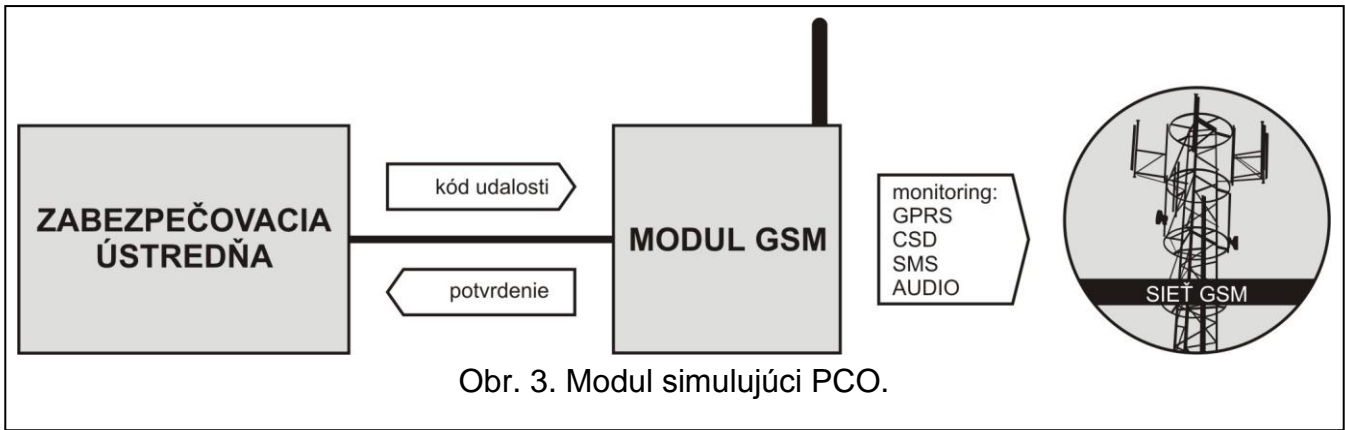 ZABEZPEČOVACIA
ÚSTREDŇA
kód udalosti
potvrdenie
MODUL GSM
monitoring:
GPRS
CSD
SMS
AUDIO
SIEŤ GSM
Obr. 3. Modul simulujúci PCO.